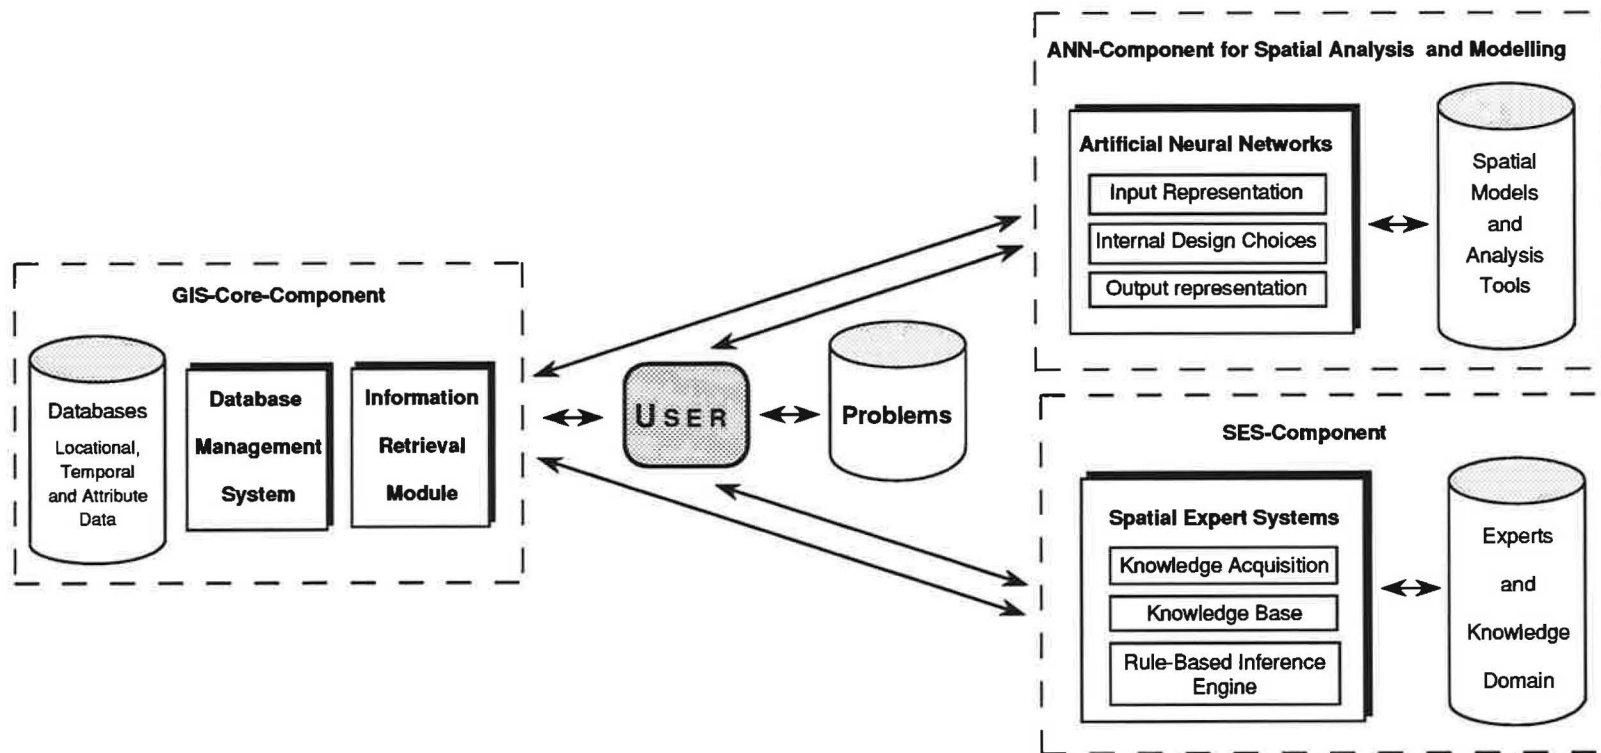 GIS-Core-Component
Databases
Locational,
Temporal
and Attribute
Data
Database
Management
System
Information
Retrieval
Module
USER
Problems
ANN-Component for Spatial Analysis and Modelling
Artificial Neural Networks
Input Representation
Internal Design Choices
Output representation
Spatial
Models
and
Analysis
Tools
SES-Component
Spatial Expert Systems
Knowledge Acquisition
Knowledge Base
Rule-Based Inference
Engine
Experts
and
Knowledge
Domain